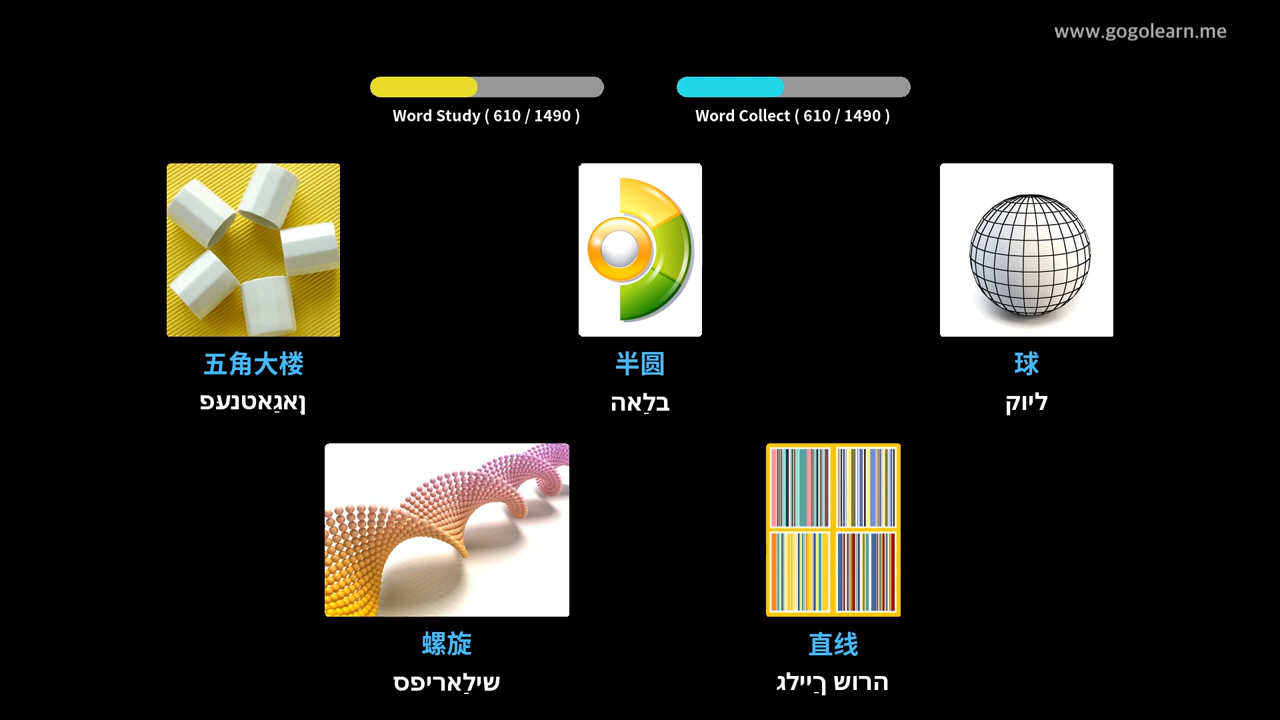 www.gogolearn.me
Word Study ( 610 / 1490 )
Word Collect ( 610 / 1490 )
五角大楼
ןאגַאטנעפ
半圆
בלַאה
球
ליוק
螺旋
שילַאריפס
直线
הרוש ךַיילג